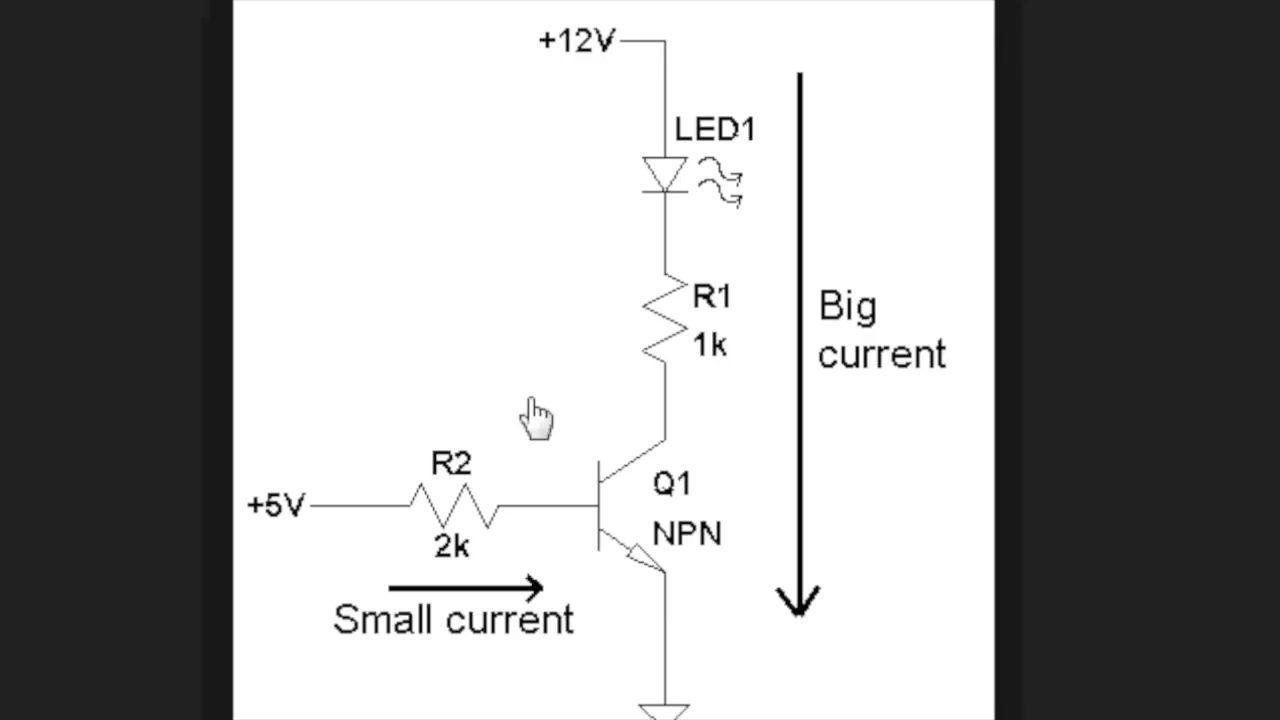 +12V
LED1
R1
1k
Big
current
R2
+5V
2k
Q1
NPN
Small current